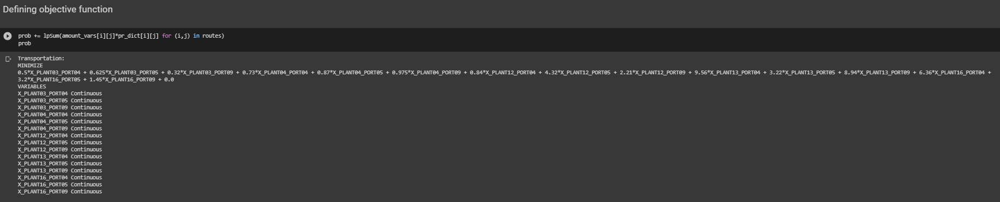 Defining objective function
prob += lpSum(amount_vars[i][j]*pr_dict[i][j] for (i,j) in routes)
prob
Transportation:
MINIMIZE
0.5*X_PLANT03_PORT04 + 0.625*X_PLANT03_PORT05 + 0.32*X_PLANT03_PORT09 + 0.73*X_PLANT04_PORT04 + 0.87*X_PLANT04_PORT05 + 0.975*X_PLANT04_PORT09 + 0.84*X_PLANT12_PORT04 + 4.32*X_PLANT12_PORT05 + 2.21*X_PLANT12_PORT09 + 9.56*X_PLANT13_PORT04 + 3.22*X_PLANT13_PORT05 + 8.94*X_PLANT13_PORT09 + 6.36*X_PLANT16_PORT04 +
3.2*X_PLANT16_PORT05 + 1.45*X_PLANT16_PORT09 + 0.0
VARIABLES
X_PLANT03_PORT04 Continuous
X_PLANT03_PORT05 Continuous
X_PLANT03_PORT09 Continuous
X_PLANT04_PORT04 Continuous
X_PLANT04_PORT05 Continuous
X_PLANT04_PORT09 Continuous
X_PLANT12_PORT04 Continuous
X_PLANT12_PORT05 Continuous
X_PLANT12_PORT09 Continuous
X_PLANT13_PORT04 Continuous
X_PLANT13_PORT05 Continuous
X_PLANT13_PORT09 Continuous
X_PLANT16_PORT04 Continuous
X_PLANT16_PORT05 Continuous
X_PLANT16_PORT09 Continuous